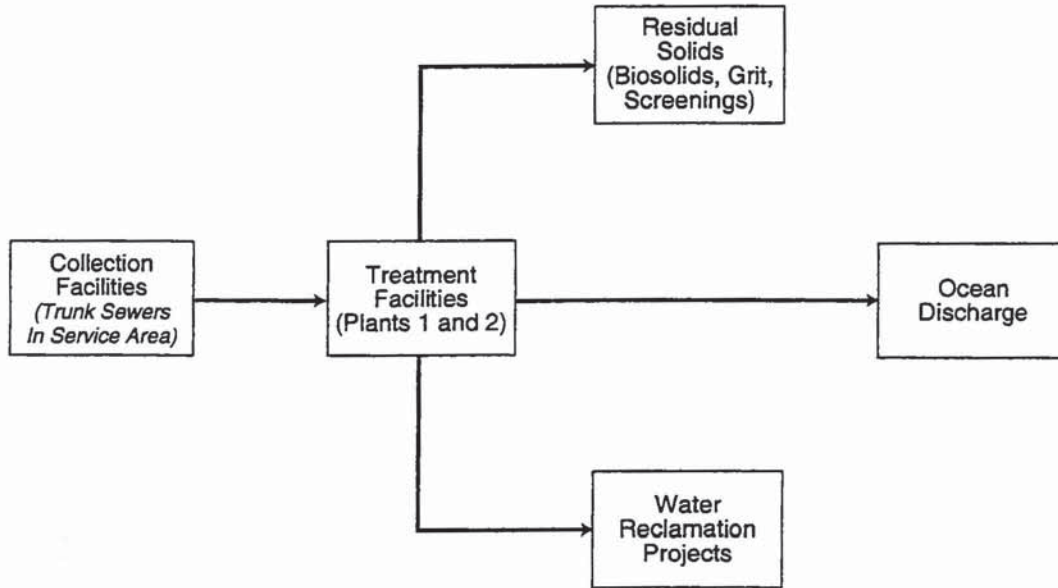 Residual
Solids
(Biosolids, Grit,
Screenings)
Collection
Facilities
(Trunk Sewers
In Service Area)
Treatment
Facilities
(Plants 1 and 2)
Ocean
Discharge
Water
Reclamation
Projects